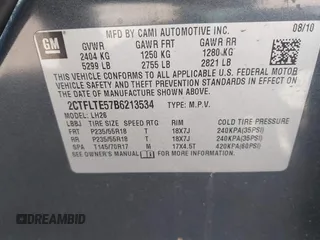 GM
MFD BY CAMI AUTOMOTIVE INC.
08/10
GVWR GAWR FRT GAWR RR
2404 KG 1250 KG 1280 KG
5299 LB 2755 LB 2821 LB
THIS VEHICLE CONFORMS TO ALL APPLICABLE U.S. FEDERAL
MOTOR VEHICLE SAFETY, BUMPER, AND THEFT PREVENTION
STANDARDS IN EFFECT ON THE DATE OF MANUFACTURE SHOWN ABOVE.
2CTFLTE57B6213534 TYPE: M.P.V.
MODEL: LH26
LBBJ TIRE SIZE SPEED RTG RIM COLD TIRE PRESSURE
FRT P235/55R18 T 18X7J 240KPA(35PSI)
RR P235/55R18 T 18X7J 240KPA(35PSI)
SPA T145/70R17 M 17X4.5T 420KPA(60PSI)
SEE OWNER'S MANUAL FOR ADDITIONAL INFORMATION.
DREAMBID